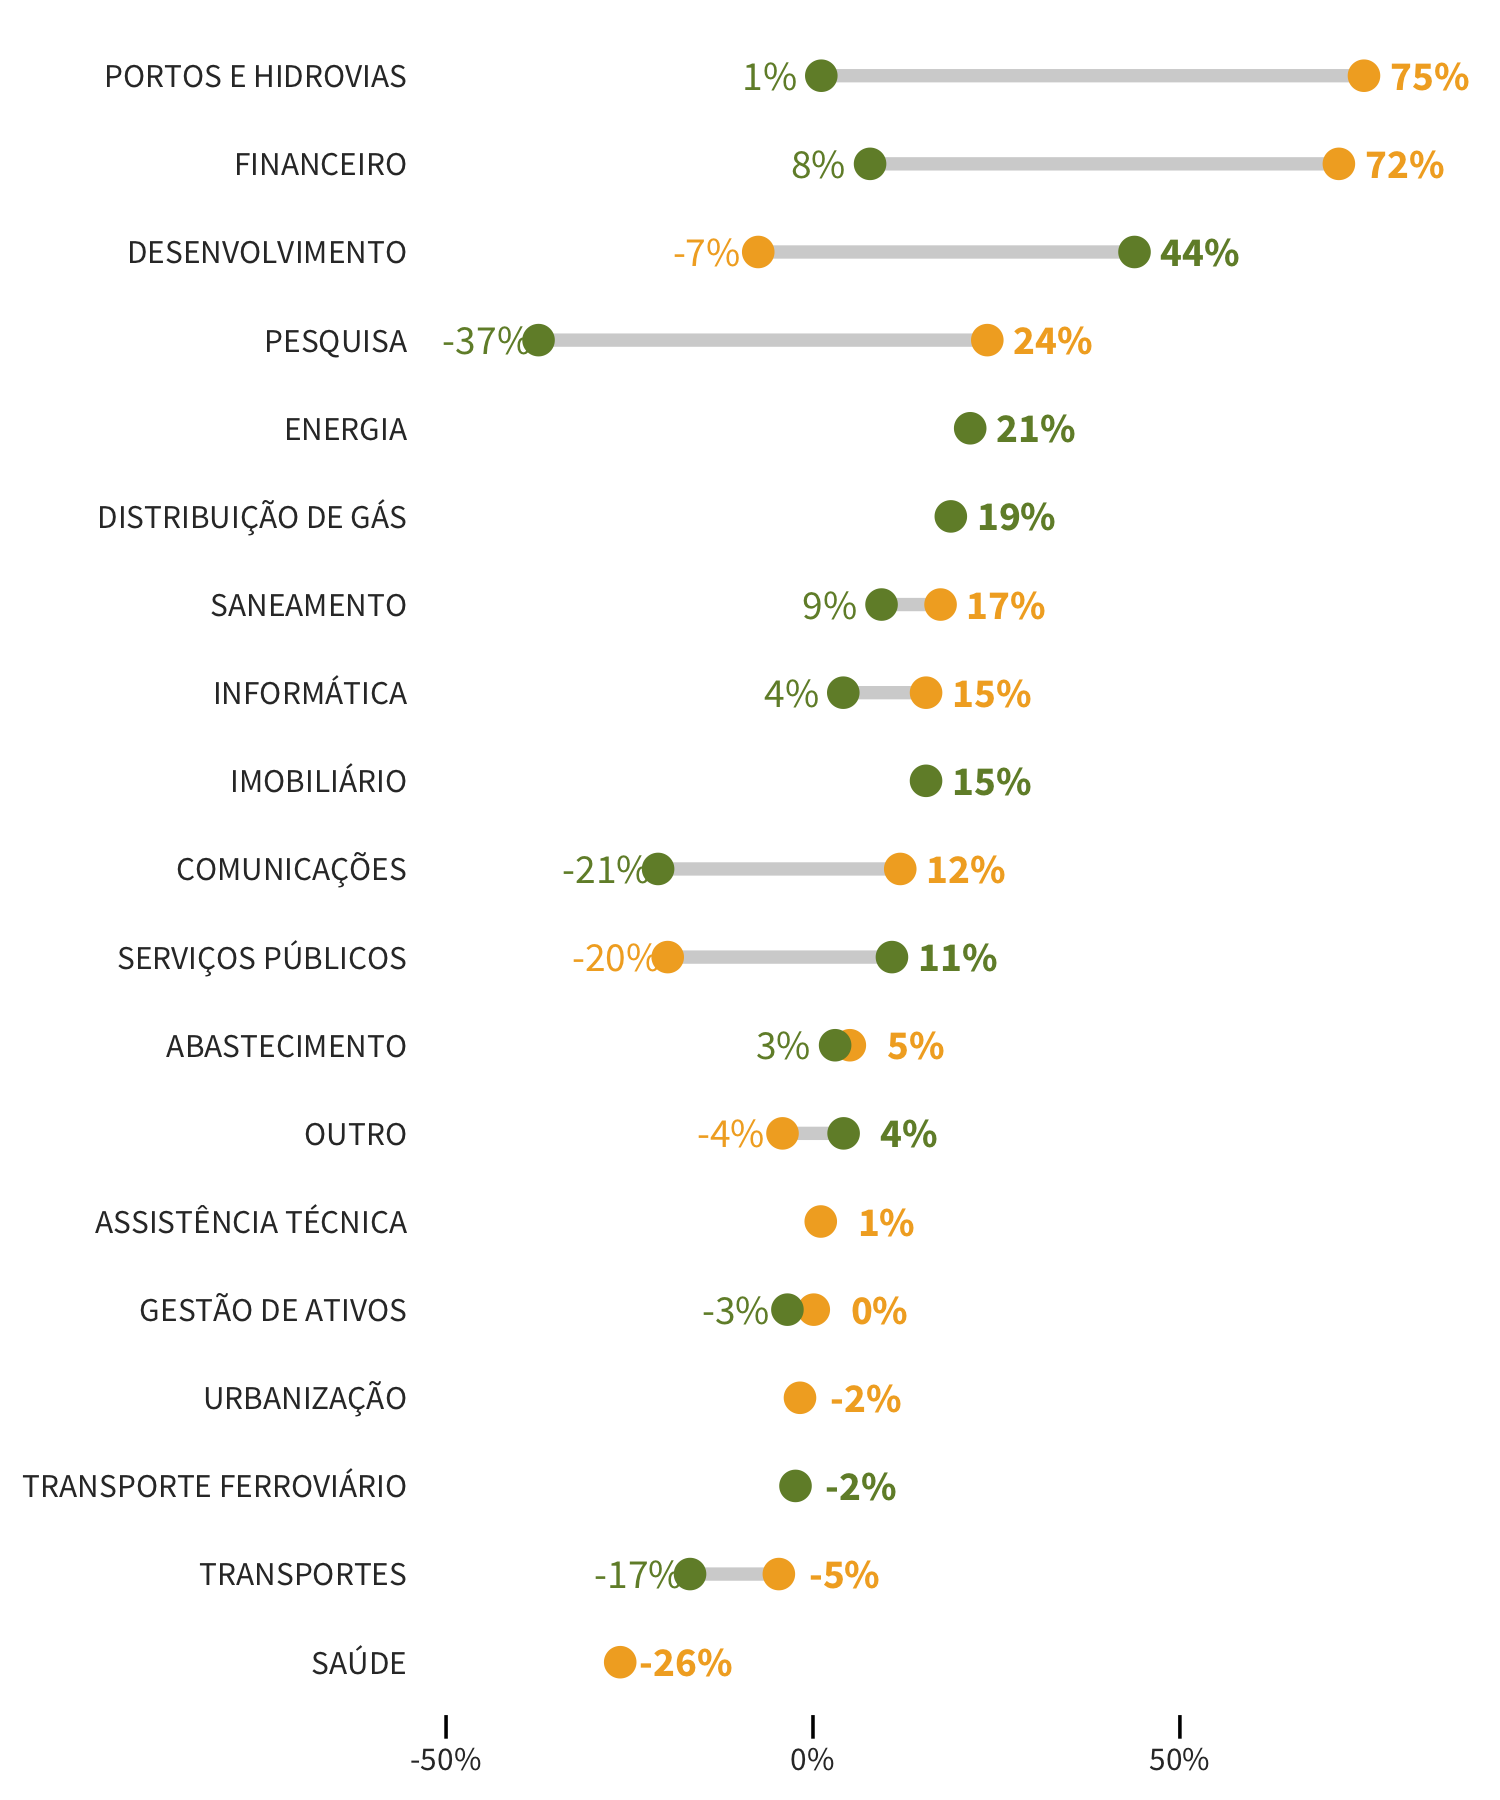 PORTOS E HIDROVIAS 1% 75%
FINANCEIRO 8% 72%
DESENVOLVIMENTO -7% 44%
PESQUISA -37% 24%
ENERGIA 21%
DISTRIBUIÇÃO DE GÁS 19%
SANEAMENTO 9% 17%
INFORMÁTICA 4% 15%
IMOBILIÁRIO 15%
COMUNICAÇÕES -21% 12%
SERVIÇOS PÚBLICOS -20% 11%
ABASTECIMENTO 3% 5%
OUTRO -4% 4%
ASSISTÊNCIA TÉCNICA 1%
GESTÃO DE ATIVOS -3% 0%
URBANIZAÇÃO -2%
TRANSPORTE FERROVIÁRIO -2%
TRANSPORTES -17% -5%
SAÚDE -26%
-50% 0% 50%